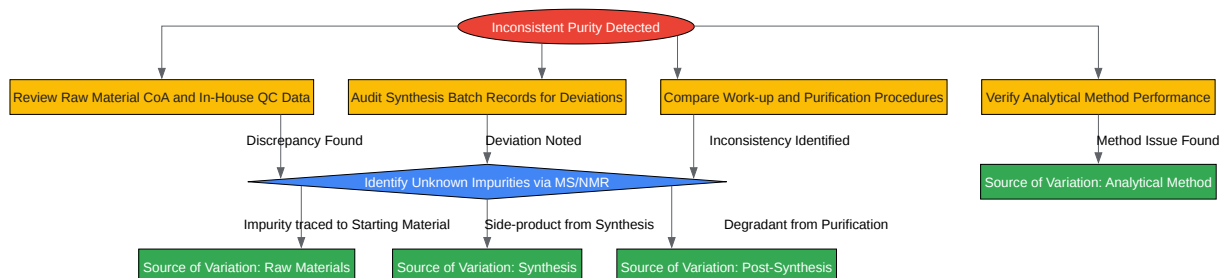 Inconsistent Purity Detected
Review Raw Material CoA and In-House QC Data
Audit Synthesis Batch Records for Deviations
Compare Work-up and Purification Procedures
Verify Analytical Method Performance
Discrepancy Found
Deviation Noted
Inconsistency Identified
Method Issue Found
Identify Unknown Impurities via MS/NMR
Source of Variation: Analytical Method
Impurity traced to Starting Material
Side-product from Synthesis
Degradant from Purification
Source of Variation: Raw Materials
Source of Variation: Synthesis
Source of Variation: Post-Synthesis